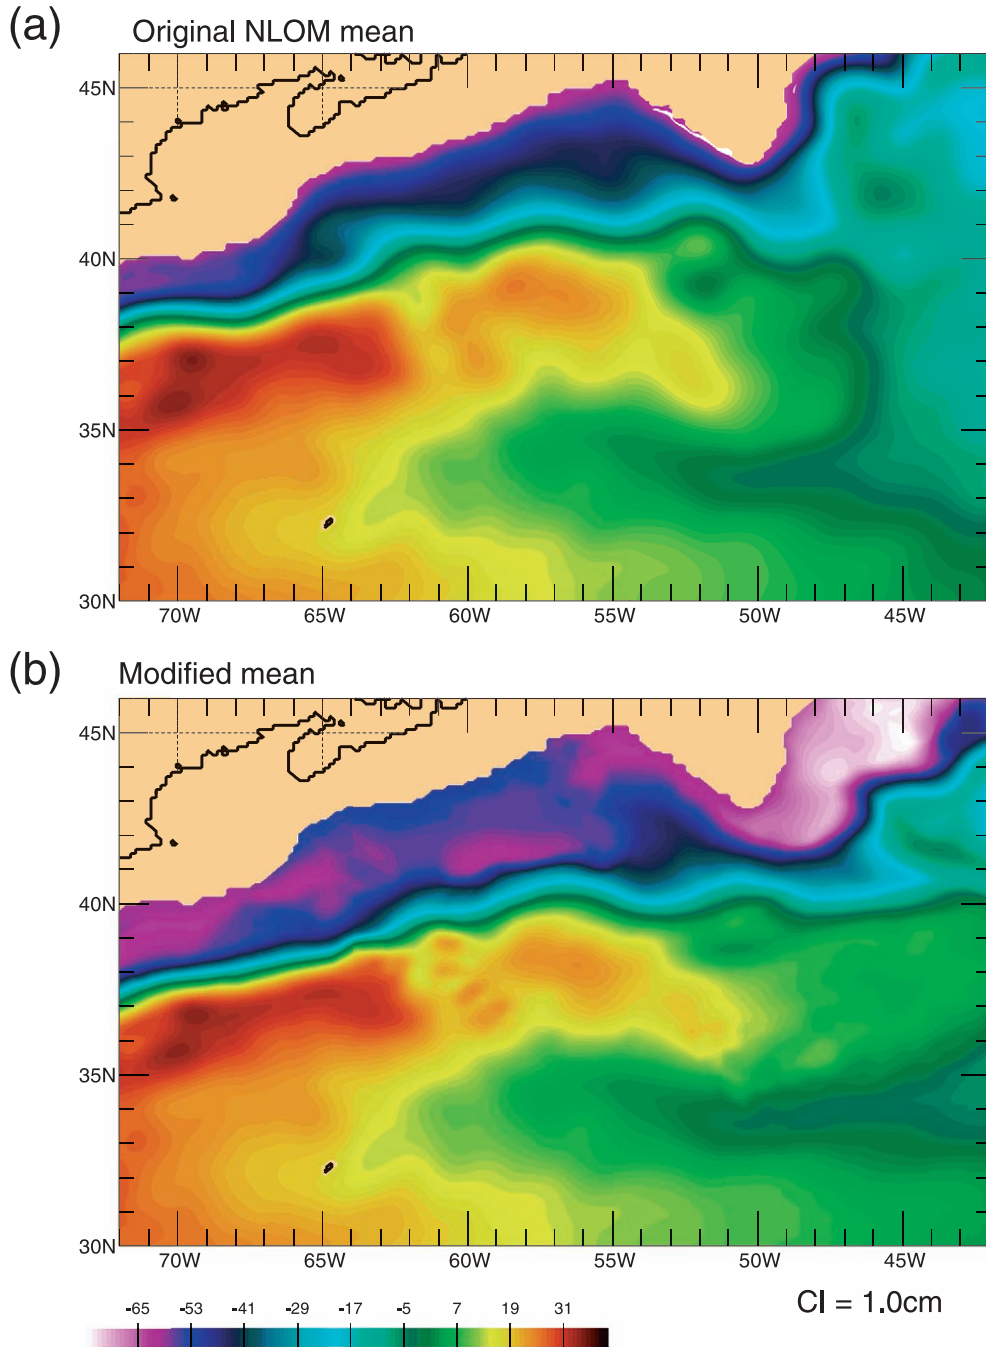 (a)
Original NLOM mean
45N
40N
35N
30N
70W 65W 60W 55W 50W 45W
(b)
Modified mean
45N
40N
35N
30N
70W 65W 60W 55W 50W 45W
-65 -53 -41 -29 -17 -5 7 19 31
CI = 1.0cm